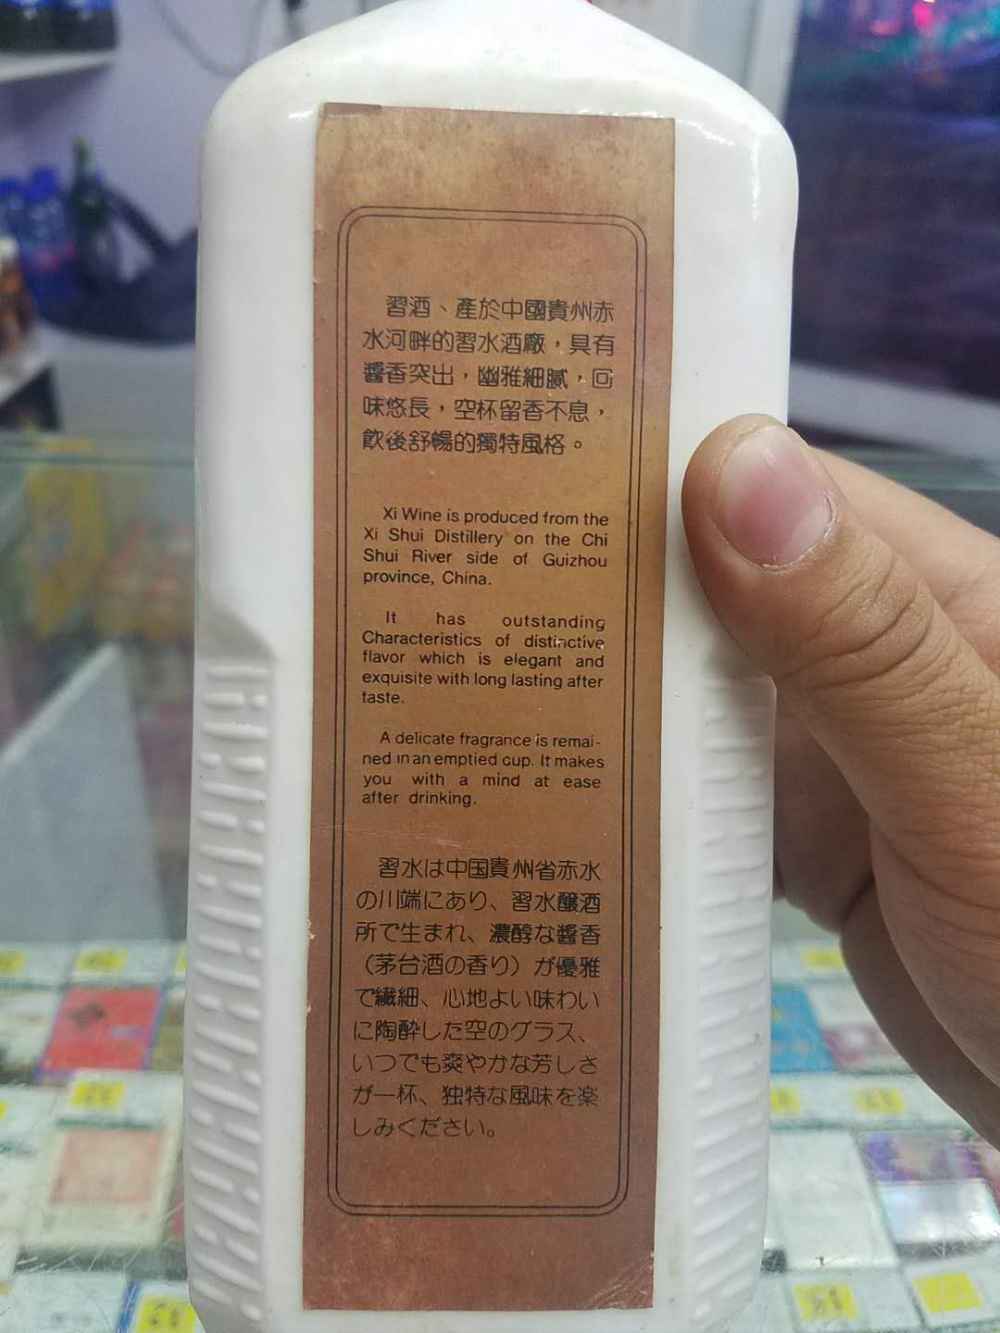 習酒、產於中國貴州赤
水河畔的習水酒廠，具有
醬香突出，幽雅細膩，回
味悠長，空杯留香不息，
飲後舒暢的獨特風格。
Xi Wine is produced from the
Xi Shui Distillery on the Chi
Shui River side of Guizhou
province, China.
It has outstanding
Characteristics of distinctive
flavor which is elegant and
exquisite with long lasting after
taste.
A delicate fragrance is remai-
ned in an emptied cup. It makes
you with a mind at ease
after drinking.
習水は中国貴州省赤水
の川端にあり、習水醸酒
所で生まれ、濃醇な醬香
（茅台酒の香り）が優雅
で繊細、心地よい味わい
に陶酔した空のグラス、
いつでも爽やかな芳しさ
が一杯、独特な風味を楽
しみください。